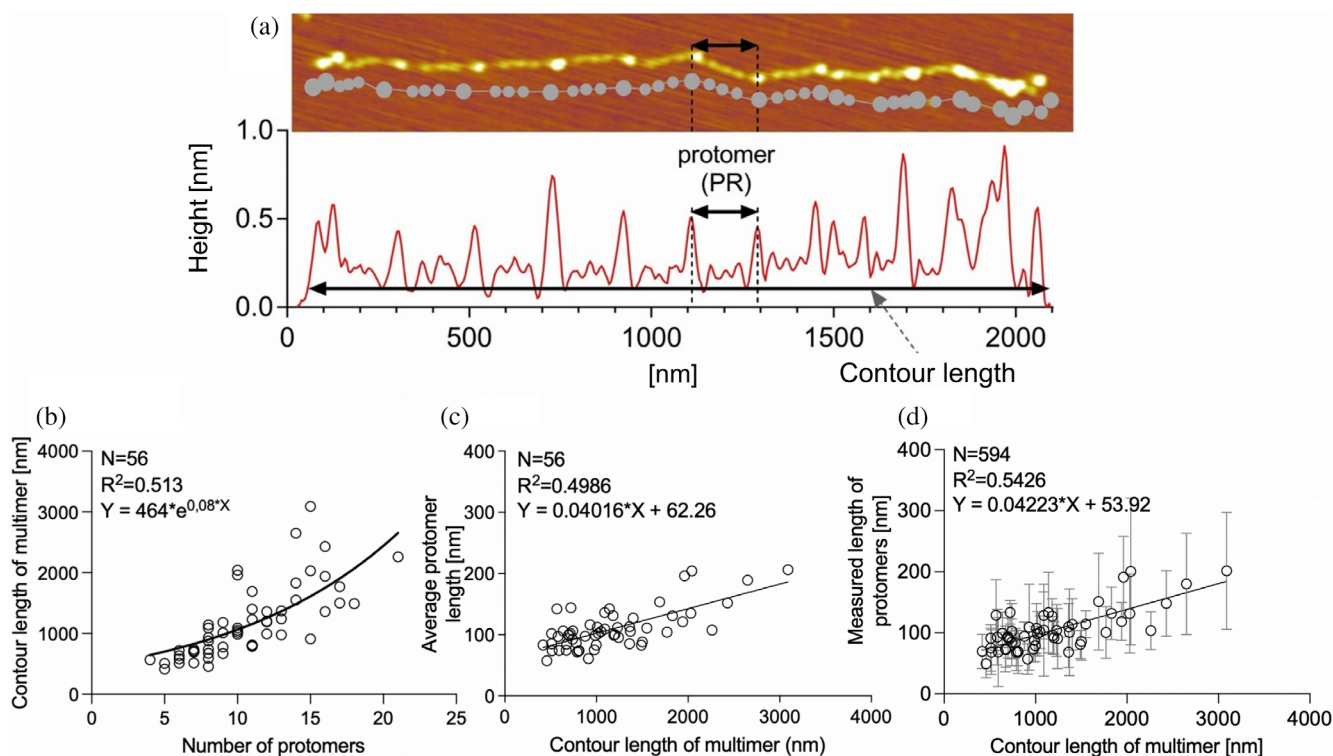 (a)
1.0
protomer
(PR)
Height [nm]
0.5
0.0
0
500
1000
1500
2000
[nm]
Contour length
(b)
Contour length of multimer [nm]
4000
3000
2000
1000
0
N=56
R²=0.513
Y = 464*e^0,08*X
0
5
10
15
20
25
Number of protomers
(c)
Average protomer
length [nm]
400
300
200
100
0
N=56
R²=0.4986
Y = 0.04016*X + 62.26
0
1000
2000
3000
4000
Contour length of multimer (nm)
(d)
Measured length of
protomers [nm]
400
300
200
100
0
N=594
R²=0.5426
Y = 0.04223*X + 53.92
0
1000
2000
3000
4000
Contour length of multimer [nm]